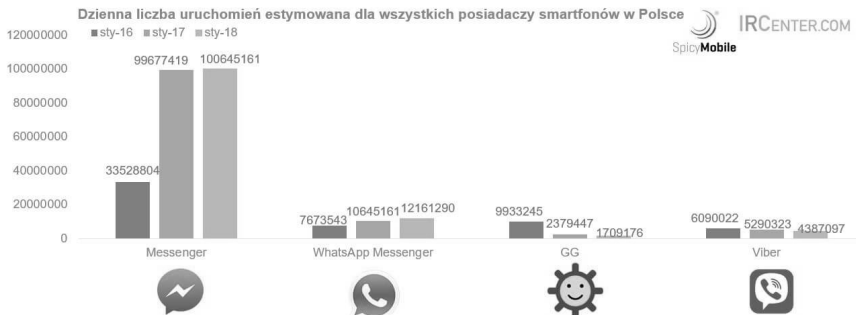 Dzienna liczba uruchomień estymowana dla wszystkich posiadaczy smartfonów w Polsce
sty-16 sty-17 sty-18
SpicyMobile
IRCENTER.COM
120000000
100000000
80000000
60000000
40000000
20000000
0
33528804 99677419 100645161
7673543 10645161 12161290
9933245 2379447 1709176
6090022 5290323 4387097
Messenger WhatsApp Messenger GG Viber